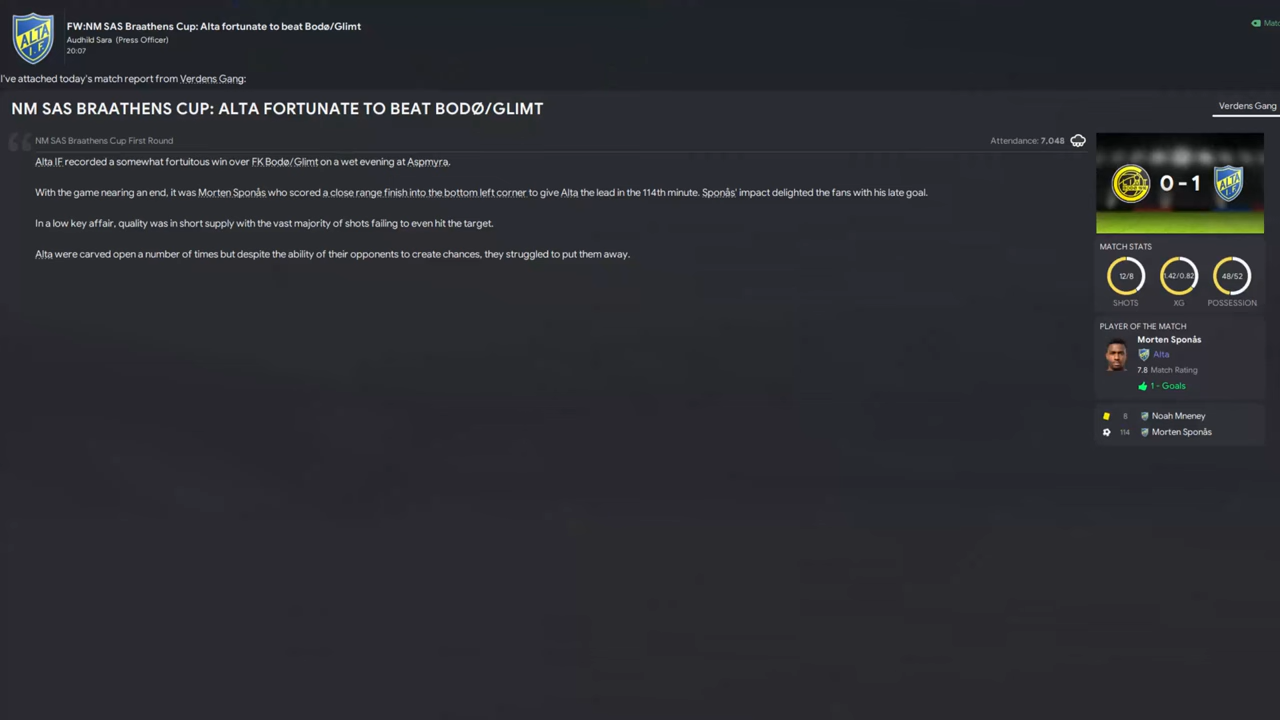 FW:NM SAS Braathens Cup: Alta fortunate to beat Bodø/Glimt
Audhild Sara (Press Officer)
20:07
I've attached today's match report from Verdens Gang:
NM SAS BRAATHENS CUP: ALTA FORTUNATE TO BEAT BODØ/GLIMT
Verdens Gang
NM SAS Braathens Cup First Round
Attendance: 7,048
Alta IF recorded a somewhat fortuitous win over FK Bodø/Glimt on a wet evening at Aspmyra.
With the game nearing an end, it was Morten Sponås who scored a close range finish into the bottom left corner to give Alta the lead in the 114th minute. Sponås' impact delighted the fans with his late goal.
In a low key affair, quality was in short supply with the vast majority of shots failing to even hit the target.
Alta were carved open a number of times but despite the ability of their opponents to create chances, they struggled to put them away.
ALTA
I.F
0 - 1
MATCH STATS
12/8
1.42/0.82
48/52
SHOTS
XG
POSSESSION
PLAYER OF THE MATCH
Morten Sponås
Alta
7.8 Match Rating
1 - Goals
8 Noah Mneney
114 Morten Sponås